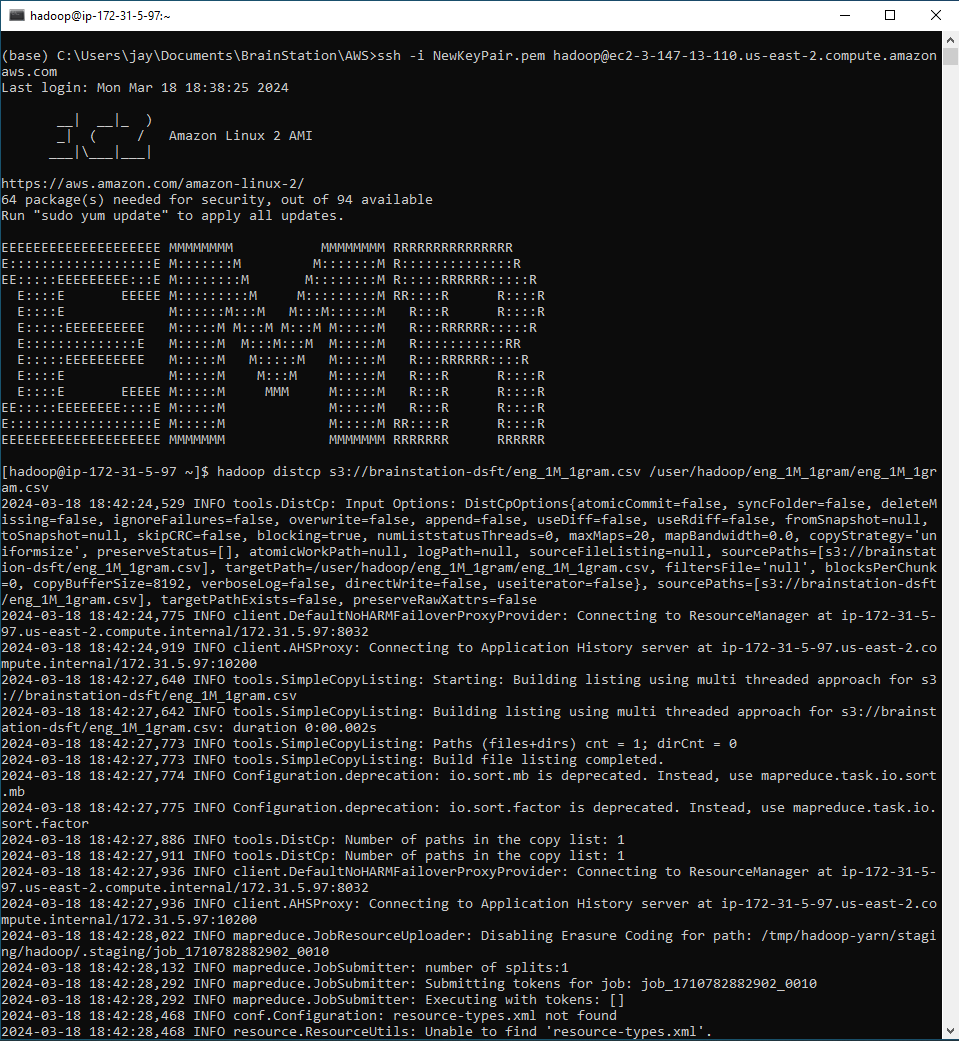 hadoop@ip-172-31-5-97:~
(base) C:\Users\jay\Documents\BrainStation\AWS>ssh -i NewKeyPair.pem hadoop@ec2-3-147-13-110.us-east-2.compute.amazon
aws.com
Last login: Mon Mar 18 18:38:25 2024
       __|  __|_  )
       _|  (     /   Amazon Linux 2 AMI
      ___|\___|___|
https://aws.amazon.com/amazon-linux-2/
64 package(s) needed for security, out of 94 available
Run "sudo yum update" to apply all updates.
EEEEEEEEEEEEEEEEEEEE MMMMMMMM           MMMMMMMM RRRRRRRRRRRRRRR
E::::::::::::::::::E M:::::::M         M:::::::M R::::::::::::::R
EE:::::EEEEEEEEE:::E M::::::::M       M::::::::M R:::::RRRRRR:::::R
  E::::E       EEEEE M:::::::::M     M:::::::::M RR::::R      R::::R
  E::::E             M::::::M:::M   M:::M::::::M   R:::R      R::::R
  E:::::EEEEEEEEEE   M:::::M M:::M M:::M M:::::M   R:::RRRRRR:::::R
  E::::::::::::::E   M:::::M  M:::M:::M  M:::::M   R:::::::::::RR
  E:::::EEEEEEEEEE   M:::::M   M:::::M   M:::::M   R:::RRRRRR::::R
  E::::E             M:::::M    M:::M    M:::::M   R:::R      R::::R
  E::::E       EEEEE M:::::M     MMM     M:::::M   R:::R      R::::R
EE:::::EEEEEEEE::::E M:::::M             M:::::M   R:::R      R::::R
E::::::::::::::::::E M:::::M             M:::::M RR::::R      R::::R
EEEEEEEEEEEEEEEEEEEE MMMMMMM             MMMMMMM RRRRRRR      RRRRRR
[hadoop@ip-172-31-5-97 ~]$ hadoop distcp s3://brainstation-dsft/eng_1M_1gram.csv /user/hadoop/eng_1M_1gram/eng_1M_1gr
am.csv
2024-03-18 18:42:24,529 INFO tools.DistCp: Input Options: DistCpOptions{atomicCommit=false, syncFolder=false, deleteM
issing=false, ignoreFailures=false, overwrite=false, append=false, useDiff=false, useRdiff=false, fromSnapshot=null,
toSnapshot=null, skipCRC=false, blocking=true, numListstatusThreads=0, maxMaps=20, mapBandwidth=0.0, copyStrategy='un
iformsize', preserveStatus=[], atomicWorkPath=null, logPath=null, sourceFileListing=null, sourcePaths=[s3://brainstat
ion-dsft/eng_1M_1gram.csv], targetPath=/user/hadoop/eng_1M_1gram/eng_1M_1gram.csv, filtersFile='null', blocksPerChunk
=0, copyBufferSize=8192, verboseLog=false, directWrite=false, useiterator=false}, sourcePaths=[s3://brainstation-dsft
/eng_1M_1gram.csv], targetPathExists=false, preserveRawXattrs=false
2024-03-18 18:42:24,775 INFO client.DefaultNoHARMFailoverProxyProvider: Connecting to ResourceManager at ip-172-31-5-
97.us-east-2.compute.internal/172.31.5.97:8032
2024-03-18 18:42:24,919 INFO client.AHSProxy: Connecting to Application History server at ip-172-31-5-97.us-east-2.co
mpute.internal/172.31.5.97:10200
2024-03-18 18:42:27,640 INFO tools.SimpleCopyListing: Starting: Building listing using multi threaded approach for s3
://brainstation-dsft/eng_1M_1gram.csv
2024-03-18 18:42:27,642 INFO tools.SimpleCopyListing: Building listing using multi threaded approach for s3://brainst
ation-dsft/eng_1M_1gram.csv: duration 0:00.002s
2024-03-18 18:42:27,773 INFO tools.SimpleCopyListing: Paths (files+dirs) cnt = 1; dirCnt = 0
2024-03-18 18:42:27,773 INFO tools.SimpleCopyListing: Build file listing completed.
2024-03-18 18:42:27,774 INFO Configuration.deprecation: io.sort.mb is deprecated. Instead, use mapreduce.task.io.sort
.mb
2024-03-18 18:42:27,775 INFO Configuration.deprecation: io.sort.factor is deprecated. Instead, use mapreduce.task.io.
sort.factor
2024-03-18 18:42:27,886 INFO tools.DistCp: Number of paths in the copy list: 1
2024-03-18 18:42:27,911 INFO tools.DistCp: Number of paths in the copy list: 1
2024-03-18 18:42:27,936 INFO client.DefaultNoHARMFailoverProxyProvider: Connecting to ResourceManager at ip-172-31-5-
97.us-east-2.compute.internal/172.31.5.97:8032
2024-03-18 18:42:27,936 INFO client.AHSProxy: Connecting to Application History server at ip-172-31-5-97.us-east-2.co
mpute.internal/172.31.5.97:10200
2024-03-18 18:42:28,022 INFO mapreduce.JobResourceUploader: Disabling Erasure Coding for path: /tmp/hadoop-yarn/stagi
ng/hadoop/.staging/job_1710782882902_0010
2024-03-18 18:42:28,132 INFO mapreduce.JobSubmitter: number of splits:1
2024-03-18 18:42:28,292 INFO mapreduce.JobSubmitter: Submitting tokens for job: job_1710782882902_0010
2024-03-18 18:42:28,292 INFO mapreduce.JobSubmitter: Executing with tokens: []
2024-03-18 18:42:28,468 INFO conf.Configuration: resource-types.xml not found
2024-03-18 18:42:28,468 INFO resource.ResourceUtils: Unable to find 'resource-types.xml'.